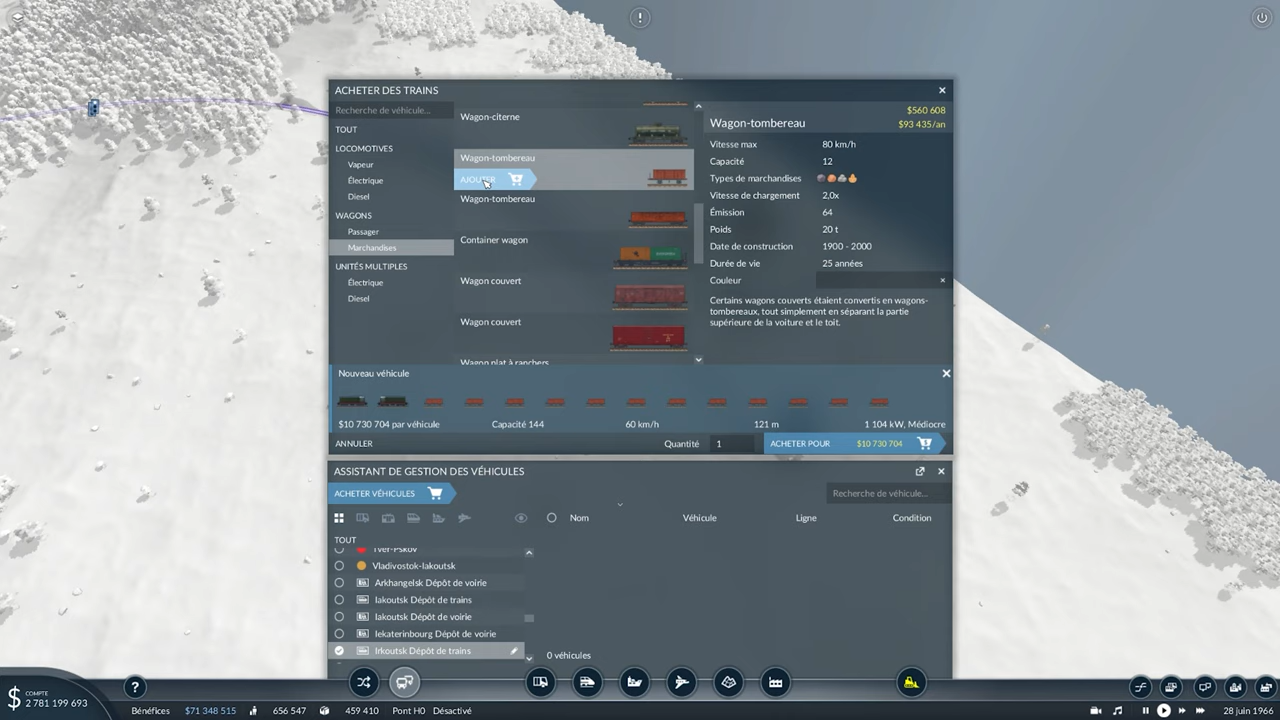 ACHETER DES TRAINS
Recherche de véhicule...
TOUT
LOCOMOTIVES
Vapeur
Électrique
Diesel
WAGONS
Passager
Marchandises
UNITÉS MULTIPLES
Électrique
Diesel
Wagon-citerne
Wagon-tombereau
AJOUTER
Wagon-tombereau
Container wagon
Wagon couvert
Wagon couvert
Wagon plat à ranchers
$560 608
Wagon-tombereau
$93 435/an
Vitesse max 80 km/h
Capacité 12
Types de marchandises
Vitesse de chargement 2,0x
Émission 64
Poids 20 t
Date de construction 1900 - 2000
Durée de vie 25 années
Couleur
Certains wagons couverts étaient convertis en wagons-
tombereaux, tout simplement en séparant la partie
supérieure de la voiture et le toit.
Nouveau véhicule
$10 730 704 par véhicule Capacité 144 60 km/h 121 m 1 104 kW, Médiocre
ANNULER Quantité 1 ACHETER POUR $10 730 704
ASSISTANT DE GESTION DES VÉHICULES
ACHETER VÉHICULES Recherche de véhicule...
Nom Véhicule Ligne Condition
TOUT
Tver-Pskov
Vladivostok-Iakoutsk
Arkhangelsk Dépôt de voirie
Iakoutsk Dépôt de trains
Iakoutsk Dépôt de voirie
Iekaterinbourg Dépôt de voirie
Irkoutsk Dépôt de trains
0 véhicules
COMPTE
$ 2 781 199 693
?
Bénéfices $71 348 515 656 547 459 410 Pont H0 Désactivé
28 juin 1966